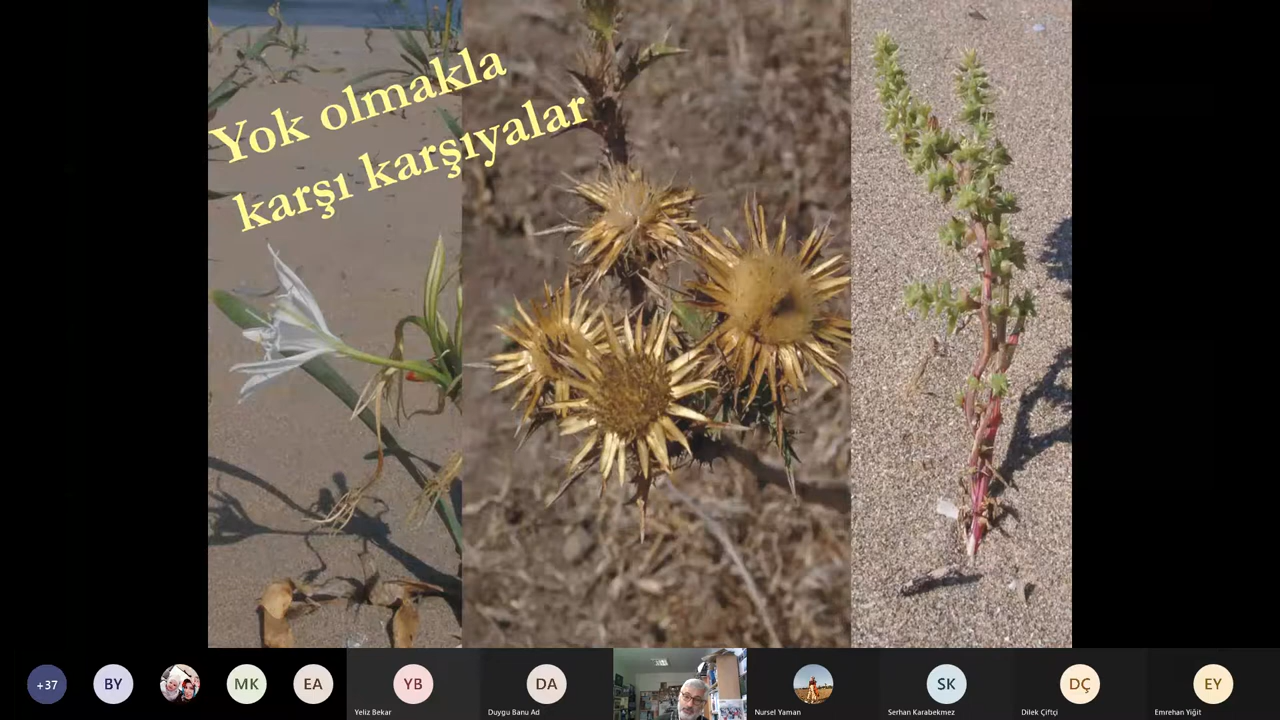 Yok olmakla
karşı karşıyalar
+37
BY
MK
EA
YB
DA
SK
DÇ
EY
Yeliz Bekar
Duygu Banu Ad
Nursel Yaman
Serhan Karabekmez
Dilek Çiftçi
Emrehan Yiğit